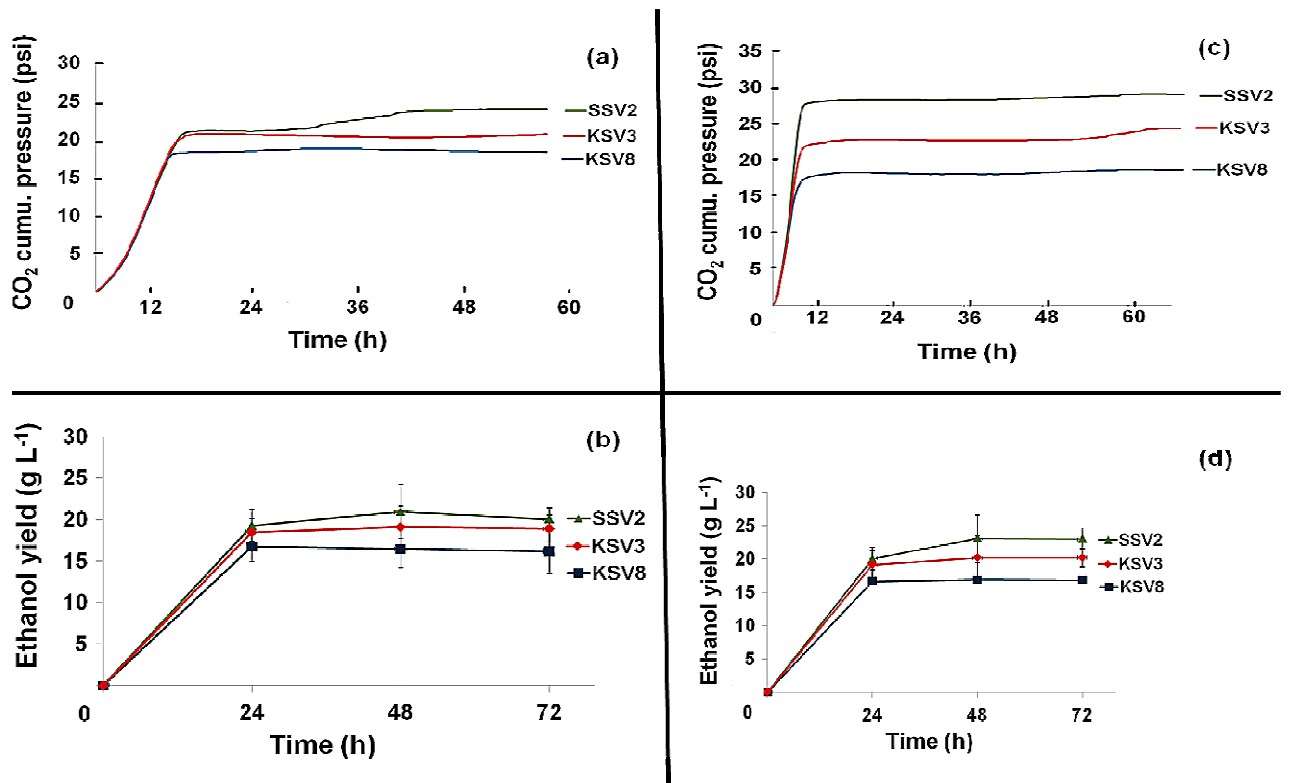 (a)
CO2 cumu. pressure (psi)
30
25
20
15
10
5
0
12 24 36 48 60
Time (h)
SSV2
KSV3
KSV8
(c)
CO2 cumu. pressure (psi)
35
30
25
20
15
10
5
0
12 24 36 48 60
Time (h)
SSV2
KSV3
KSV8
(b)
Ethanol yield (g L-1)
30
25
20
15
10
5
0
24 48 72
Time (h)
SSV2
KSV3
KSV8
(d)
Ethanol yield (g L-1)
30
25
20
15
10
5
0
24 48 72
Time (h)
SSV2
KSV3
KSV8